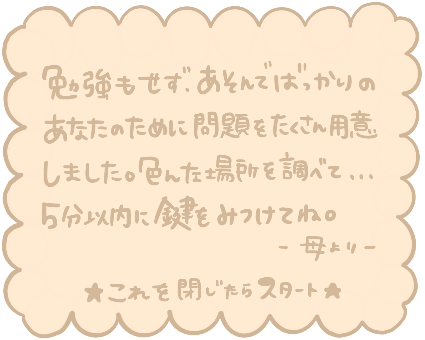 勉強もせず、あそんでばっかりの
あなたのために問題をたくさん用意
しました。色んな場所を調べて、、、
5分以内に鍵をみつけてね。
－母より－
★これを閉じたらスタート★